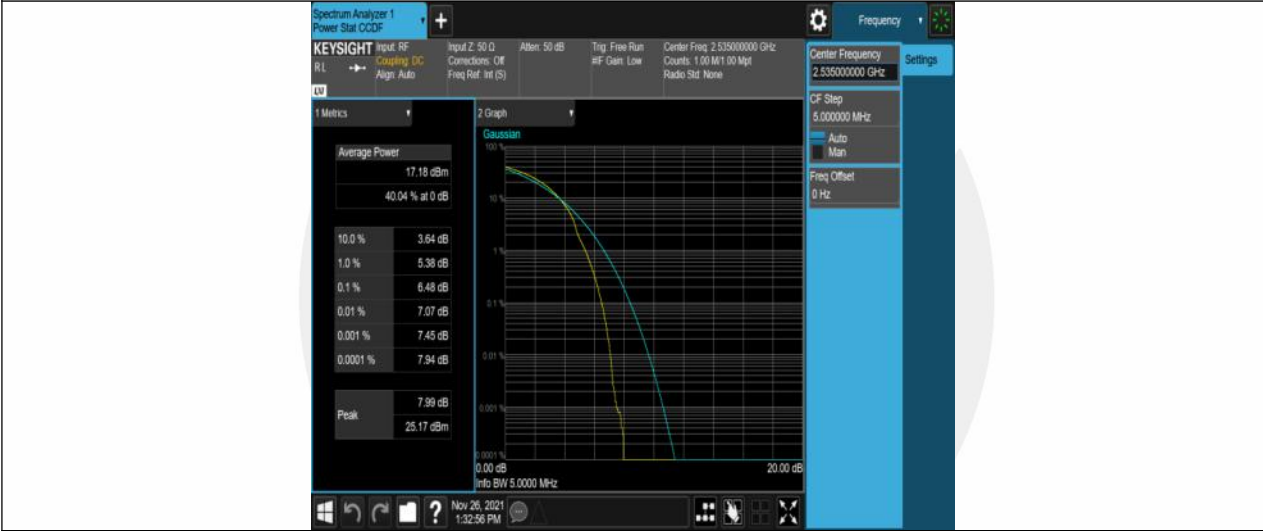 Spectrum Analyzer 1
Power Stat CCDF
Frequency
KEYSIGHT
RL
LV
Input: RF
Coupling: DC
Align: Auto
Input Z: 50 Ω
Corrections: Off
Freq Ref: Int (S)
Atten: 50 dB
Trig: Free Run
#IF Gain: Low
Center Freq: 2.535000000 GHz
Counts: 1.00 M/1.00 Mpt
Radio Std: None
Center Frequency
2.535000000 GHz
Settings
CF Step
5.000000 MHz
Auto
Man
Freq Offset
0 Hz
1 Metrics
Average Power
17.18 dBm
40.04 % at 0 dB
10.0 % 3.64 dB
1.0 % 5.38 dB
0.1 % 6.48 dB
0.01 % 7.07 dB
0.001 % 7.45 dB
0.0001 % 7.94 dB
Peak
7.99 dB
25.17 dBm
2 Graph
Gaussian
100 %
10 %
1 %
0.1 %
0.01 %
0.001 %
0.0001 %
0.00 dB 20.00 dB
Info BW 5.0000 MHz
?
Nov 26, 2021
1:32:56 PM